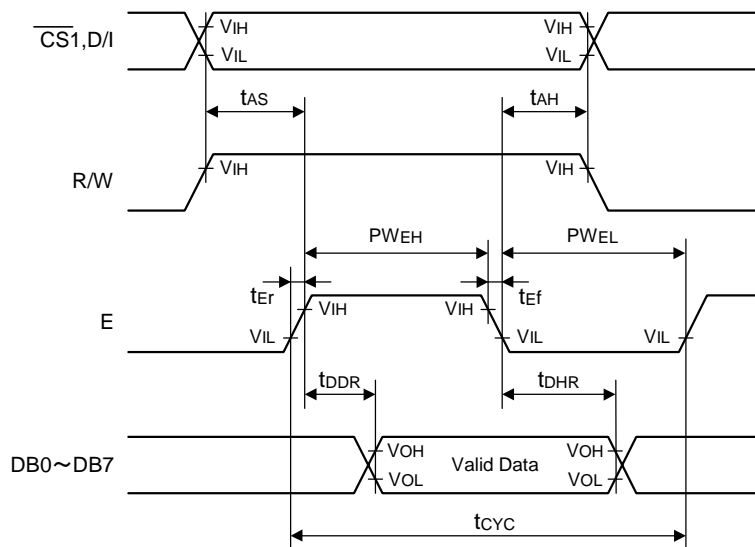 CS1,D/I
VIH
VIH
VIL
VIL
tAS
tAH
R/W
VIH
VIH
PWEH
PWEL
tEr
tEf
E
VIH
VIH
VIL
VIL
VIL
tDDR
tDHR
DB0～DB7
VOH
VOH
VOL
Valid Data
VOL
tCYC